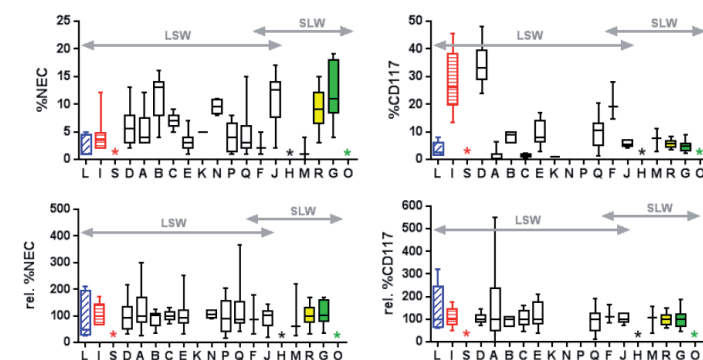 25
20
15
10
5
0
%NEC
LSW
SLW
*
*
*
L I S D A B C E K N P Q F J H M R G O
50
40
30
20
10
0
%CD117
LSW
SLW
*
*
*
L I S D A B C E K N P Q F J H M R G O
500
400
300
200
100
0
rel. %NEC
LSW
SLW
*
*
*
L I S D A B C E K N P Q F J H M R G O
600
500
400
300
200
100
0
rel. %CD117
LSW
SLW
*
*
*
L I S D A B C E K N P Q F J H M R G O